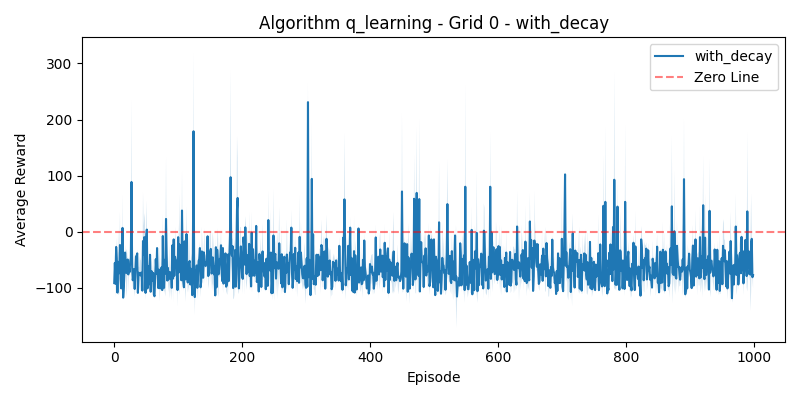 Algorithm q_learning - Grid 0 - with_decay
300
200
100
0
−100
Average Reward
with_decay
Zero Line
0
200
400
600
800
1000
Episode